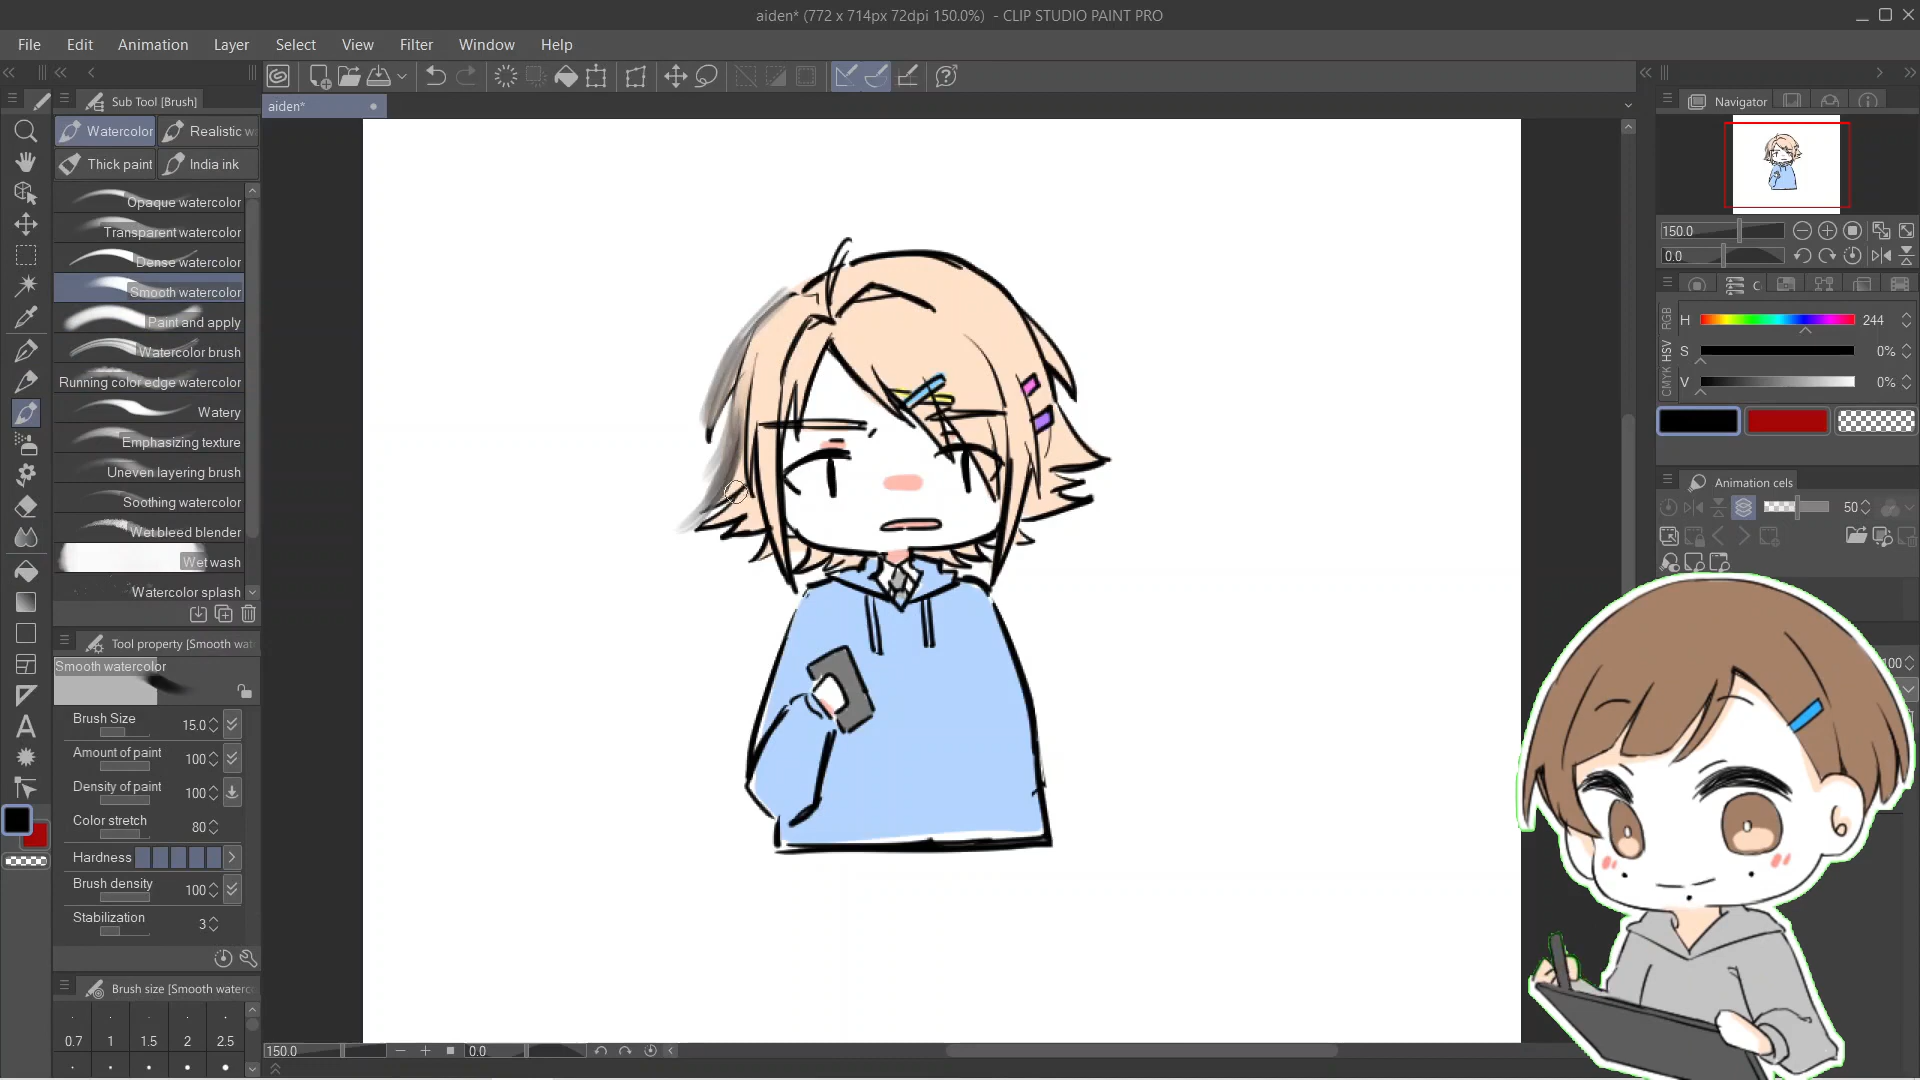 aiden* (772 x 714px 72dpi 150.0%) - CLIP STUDIO PAINT PRO
File Edit Animation Layer Select View Filter Window Help
Sub Tool [Brush]
aiden*
Navigator
Watercolor
Realistic w
Thick paint
India ink
Opaque watercolor
Transparent watercolor
Dense watercolor
Smooth watercolor
Paint and apply
Watercolor brush
Running color edge watercolor
Watery
Emphasizing texture
Uneven layering brush
Soothing watercolor
Wet bleed blender
Wet wash
Watercolor splash
Tool property [Smooth wat
Smooth watercolor
Brush Size 15.0
Amount of paint 100
Density of paint 100
Color stretch 80
Hardness
Brush density 100
Stabilization 3
Brush size [Smooth waterc
0.7 1 1.5 2 2.5
150.0 0.0
150.0
0.0
C
RGB
HSV
CMYK
H 244
S 0%
V 0%
Animation cels
50
100